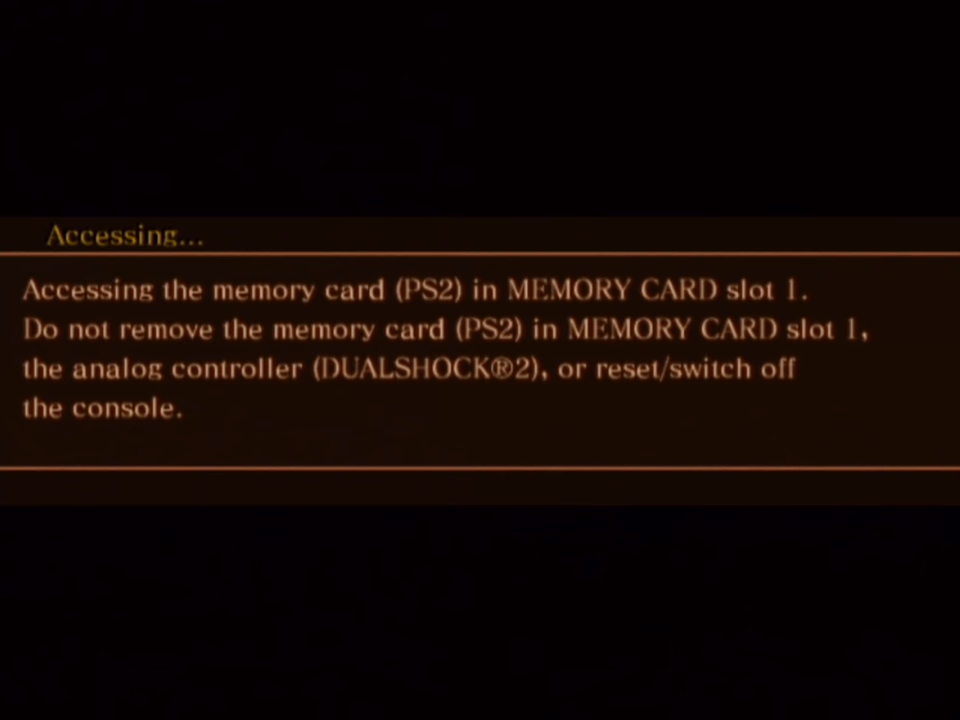 Accessing...
Accessing the memory card (PS2) in MEMORY CARD slot 1.
Do not remove the memory card (PS2) in MEMORY CARD slot 1,
the analog controller (DUALSHOCK®2), or reset/switch off
the console.